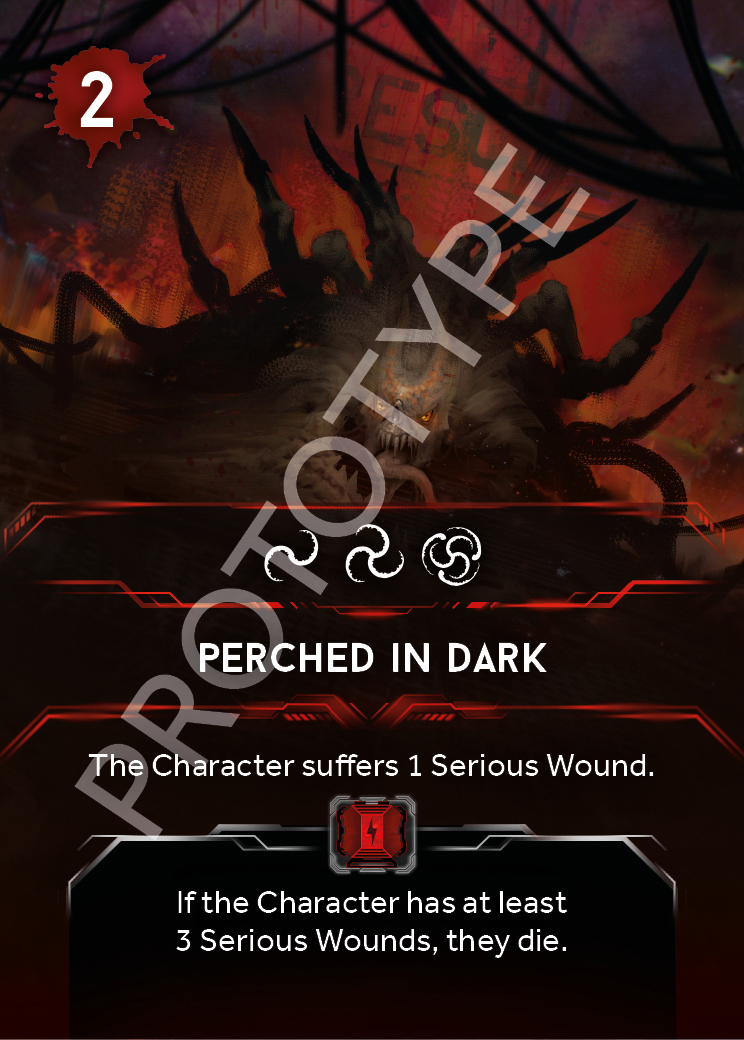 2
PROTOTYPE
PERCHED IN DARK
The Character suffers 1 Serious Wound.
If the Character has at least
3 Serious Wounds, they die.